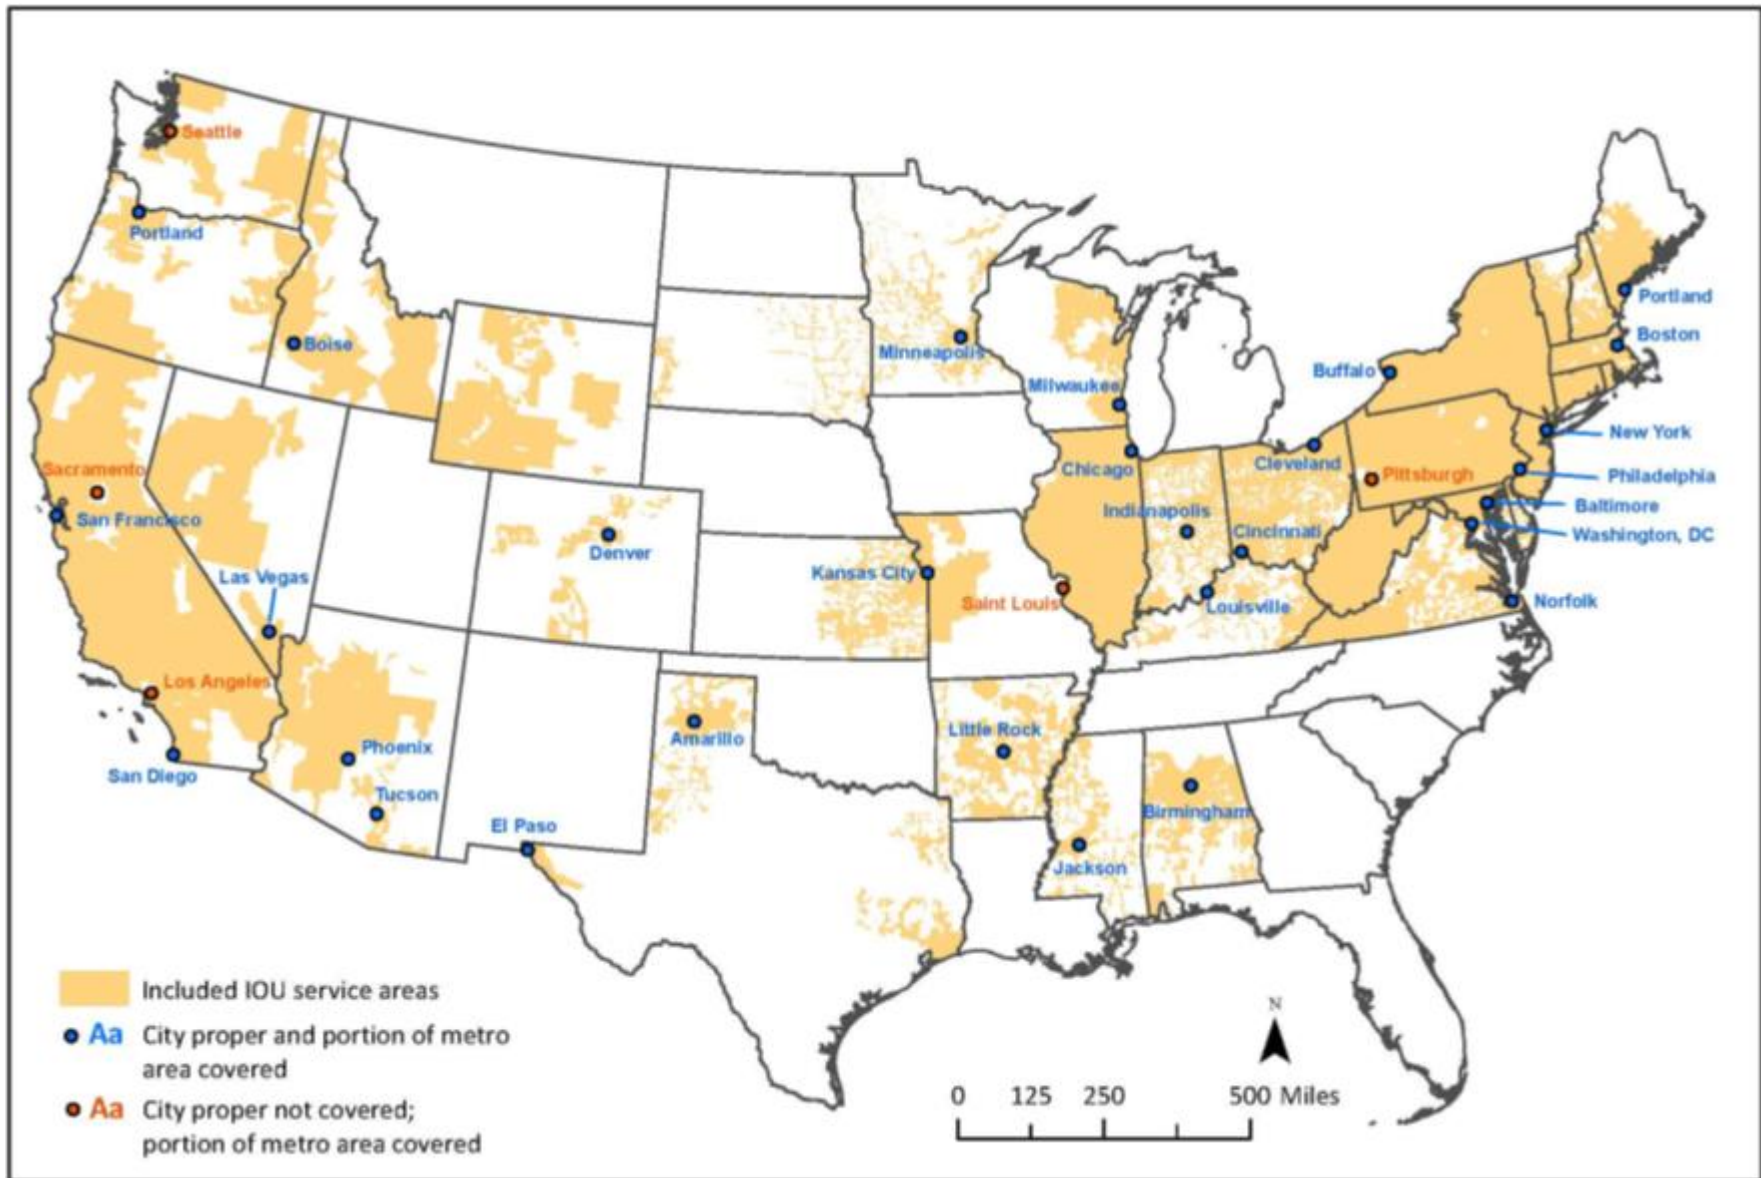 Seattle
Portland
Boise
Sacramento
San Francisco
Las Vegas
Los Angeles
San Diego
Phoenix
Tucson
El Paso
Denver
Amarillo
Kansas City
Minneapolis
Milwaukee
Chicago
Indianapolis
Cincinnati
Saint Louis
Louisville
Little Rock
Jackson
Birmingham
Cleveland
Buffalo
Pittsburgh
Portland
Boston
New York
Philadelphia
Baltimore
Washington, DC
Norfolk
Included IOU service areas
Aa City proper and portion of metro
area covered
Aa City proper not covered;
portion of metro area covered
N
0 125 250 500 Miles